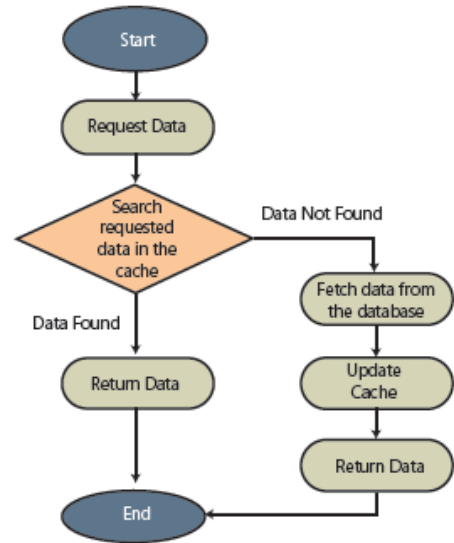 Start
Request Data
Search
requested
data in the
cache
Data Not Found
Fetch data from
the database
Data Found
Update
Cache
Return Data
Return Data
End